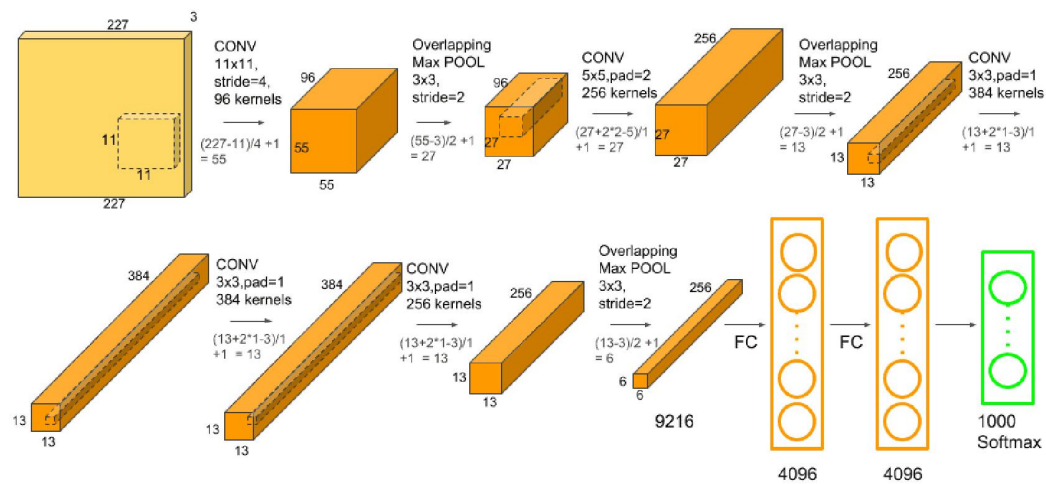 227
3
11
11
227
CONV
11x11,
stride=4,
96 kernels
(227-11)/4 +1
= 55
96
55
55
Overlapping
Max POOL
3x3,
stride=2
(55-3)/2 +1
= 27
96
27
27
CONV
5x5,pad=2
256 kernels
(27+2*2-5)/1
+1 = 27
256
27
27
Overlapping
Max POOL
3x3,
stride=2
(27-3)/2 +1
= 13
256
13
13
CONV
3x3,pad=1
384 kernels
(13+2*1-3)/1
+1 = 13
384
13
13
CONV
3x3,pad=1
384 kernels
(13+2*1-3)/1
+1 = 13
384
13
13
CONV
3x3,pad=1
256 kernels
(13+2*1-3)/1
+1 = 13
256
13
13
Overlapping
Max POOL
3x3,
stride=2
(13-3)/2 +1
= 6
256
6
6
9216
FC
4096
FC
4096
1000
Softmax